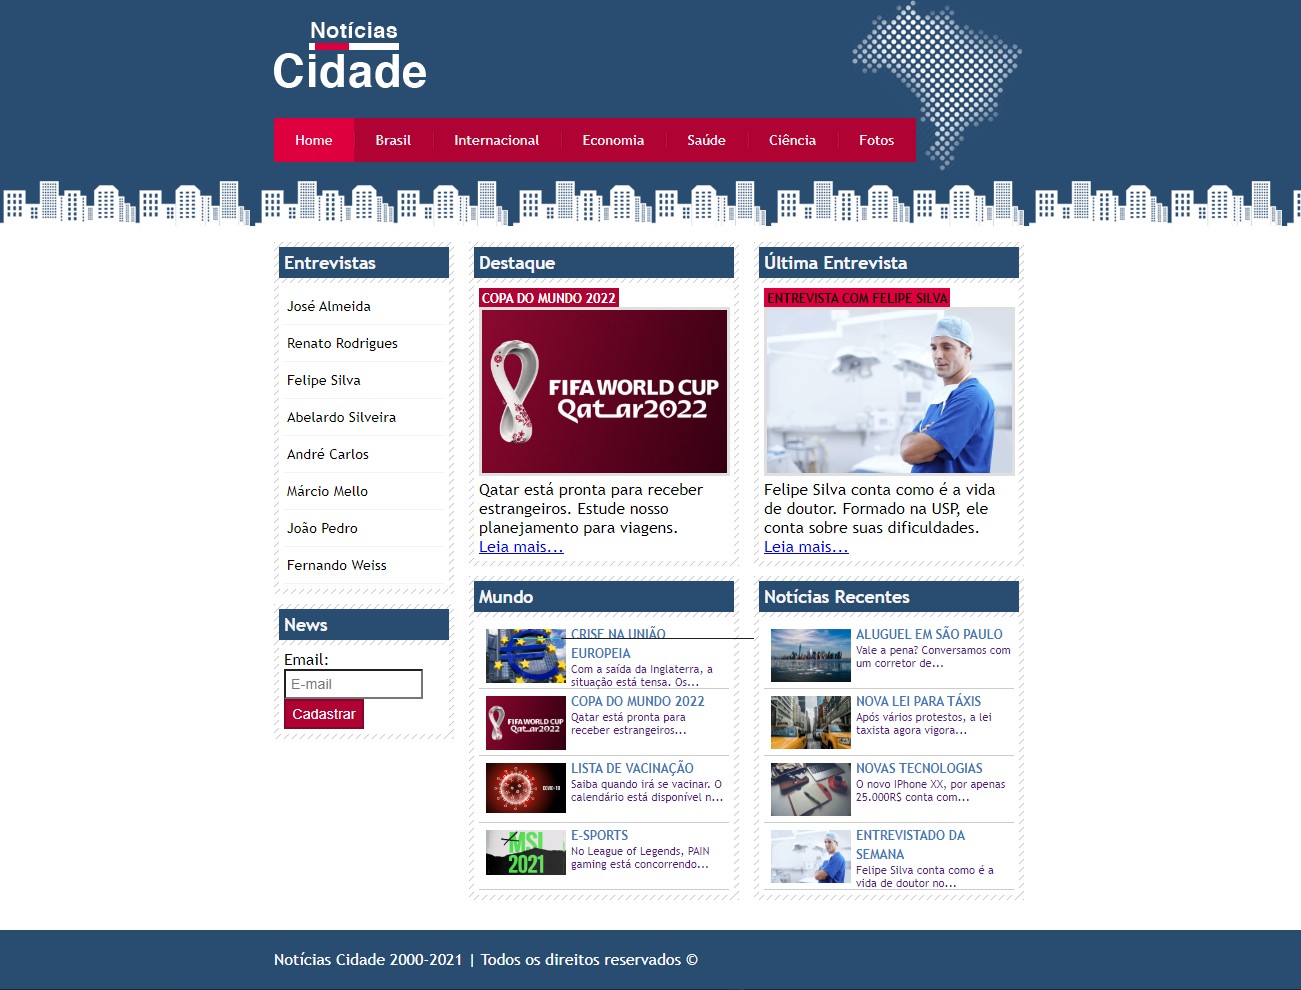 Notícias
Cidade
Home
Brasil
Internacional
Economia
Saúde
Ciência
Fotos
Entrevistas
José Almeida
Renato Rodrigues
Felipe Silva
Abelardo Silveira
André Carlos
Márcio Mello
João Pedro
Fernando Weiss
News
Email:
E-mail
Cadastrar
Destaque
COPA DO MUNDO 2022
FIFA WORLD CUP
Qatar2022
Qatar está pronta para receber
estrangeiros. Estude nosso
planejamento para viagens.
Leia mais...
Última Entrevista
ENTREVISTA COM FELIPE SILVA
Felipe Silva conta como é a vida
de doutor. Formado na USP, ele
conta sobre suas dificuldades.
Leia mais...
Mundo
CRISE NA UNIÃO
EUROPEIA
Com a saída da Inglaterra, a
situação está tensa. Os...
FIFA WORLD CUP
Qatar2022
COPA DO MUNDO 2022
Qatar está pronta para
receber estrangeiros...
COVID-19
LISTA DE VACINAÇÃO
Saiba quando irá se vacinar. O
calendário está disponível n...
MSI
2021
E-SPORTS
No League of Legends, PAIN
gaming está concorrendo...
Notícias Recentes
ALUGUEL EM SÃO PAULO
Vale a pena? Conversamos com
um corretor de...
NOVA LEI PARA TÁXIS
Após vários protestos, a lei
taxista agora vigora...
NOVAS TECNOLOGIAS
O novo IPhone XX, por apenas
25.000R$ conta com...
ENTREVISTADO DA
SEMANA
Felipe Silva conta como é a
vida de doutor no...
Notícias Cidade 2000-2021 | Todos os direitos reservados ©